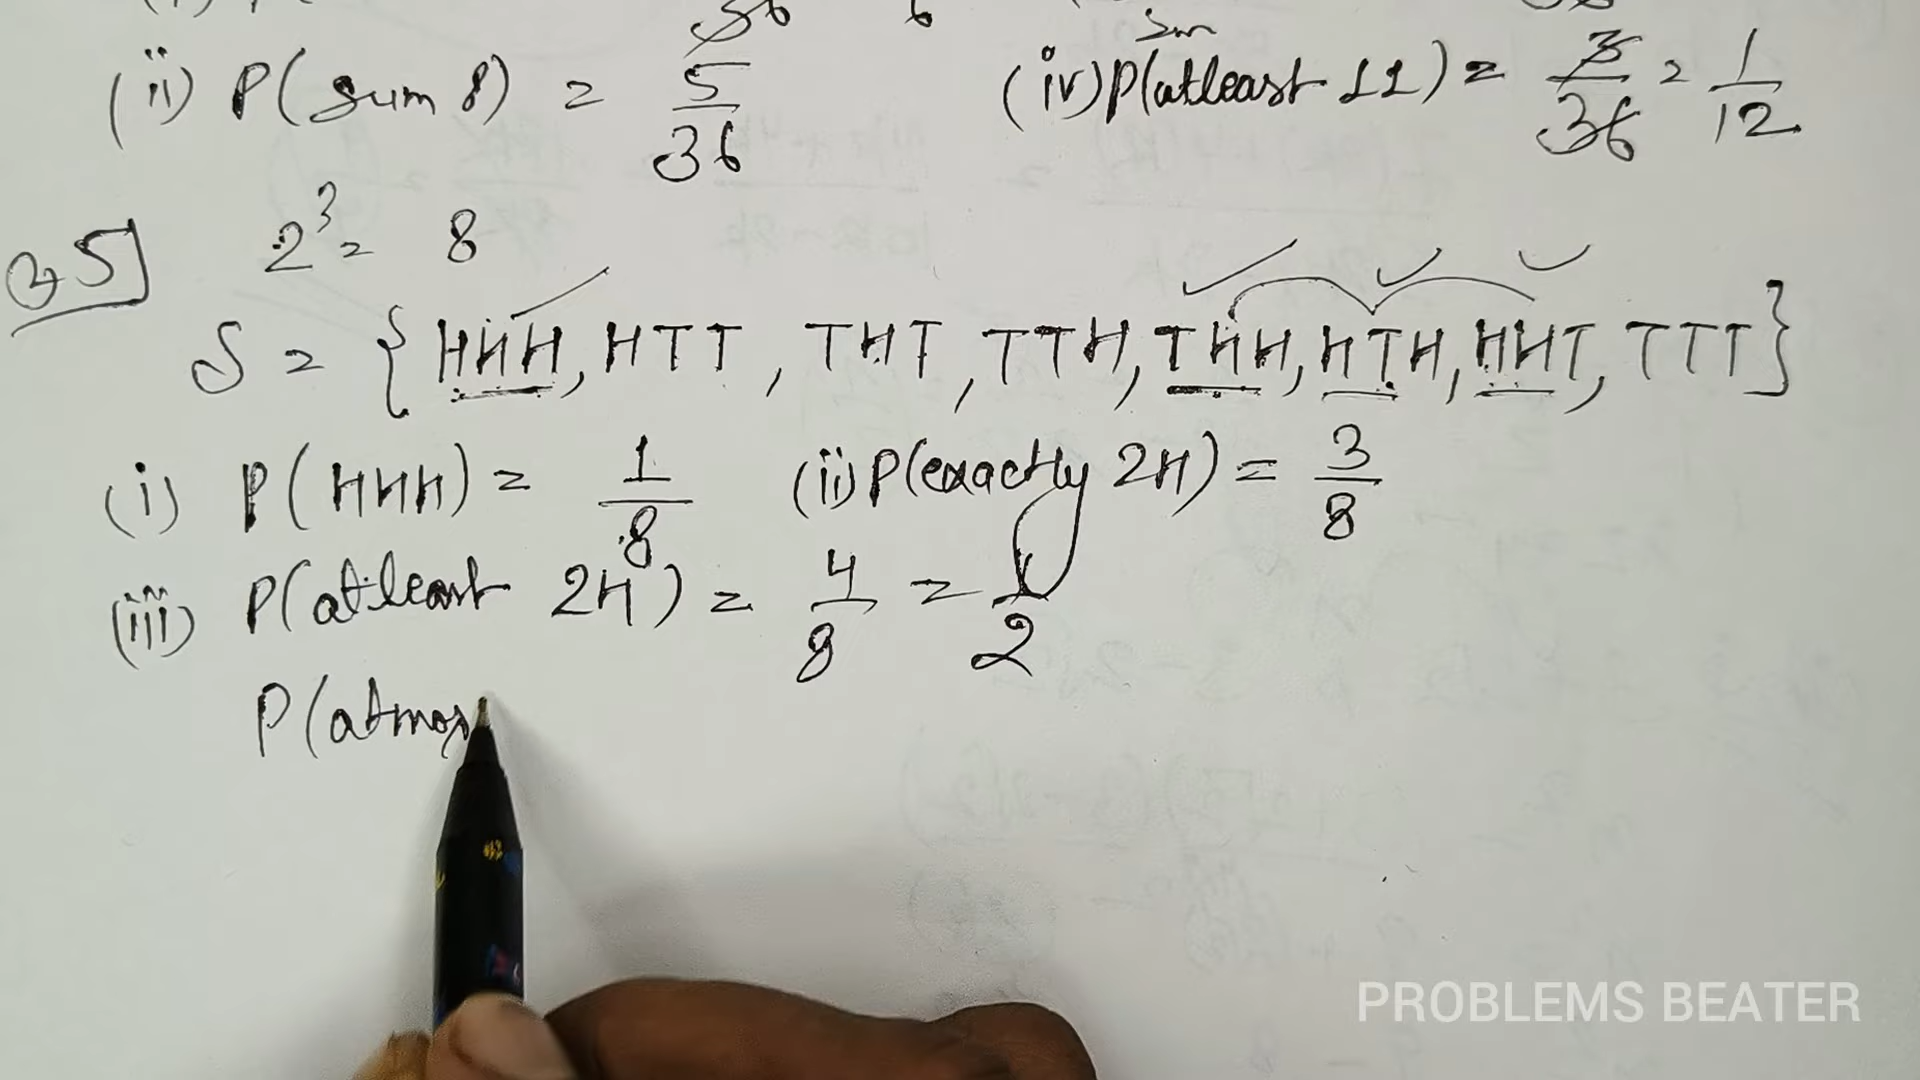 (ii) P(sum 8) = 5/36 (iv) P(atleast 11) = 3/36 = 1/12
Q5] 2³ = 8
S = {HHH, HTT, THT, TTH, THH, HTH, HHT, TTT}
(i) P(HHH) = 1/8 (ii) P(exactly 2H) = 3/8
(iii) P(atleast 2H) = 4/8 = 1/2
P(atmos
PROBLEMS BEATER